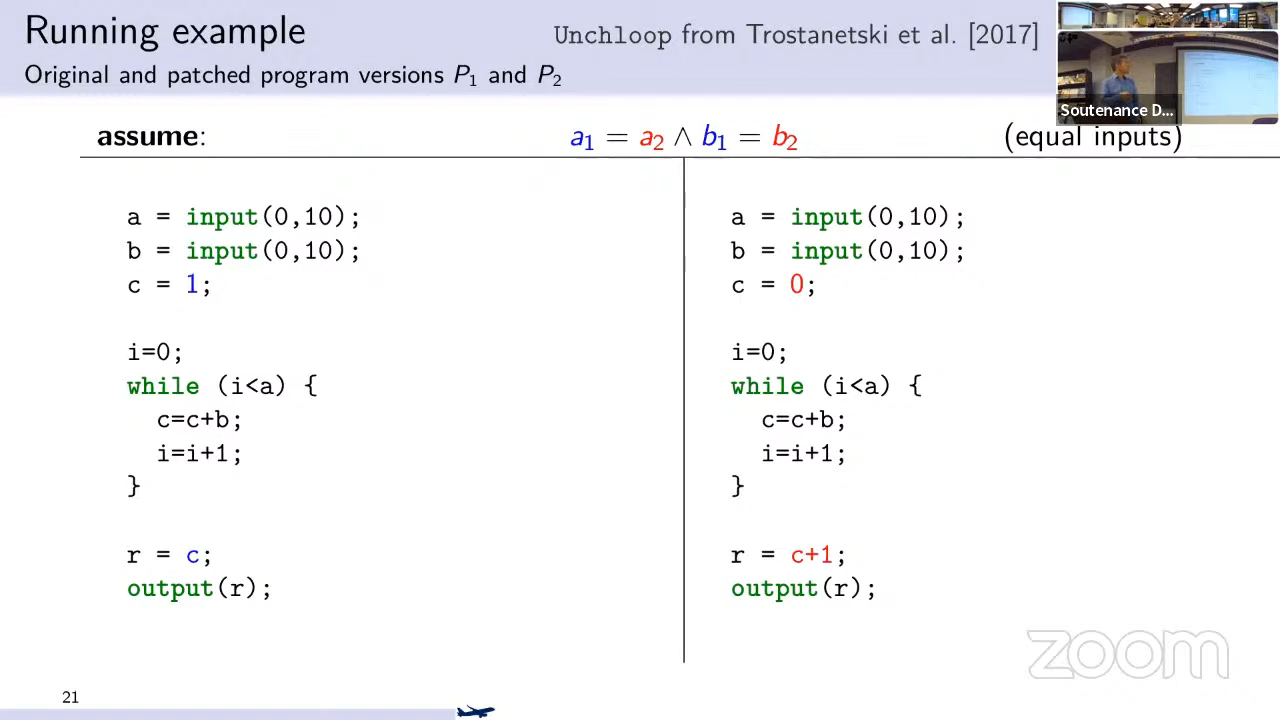 Running example
Unchloop from Trostanetski et al. [2017]
Original and patched program versions P₁ and P₂
Soutenance D...
assume:
a₁ = a₂ ∧ b₁ = b₂
(equal inputs)
a = input(0,10);
b = input(0,10);
c = 1;
i=0;
while (i<a) {
c=c+b;
i=i+1;
}
r = c;
output(r);
a = input(0,10);
b = input(0,10);
c = 0;
i=0;
while (i<a) {
c=c+b;
i=i+1;
}
r = c+1;
output(r);
zoom
21